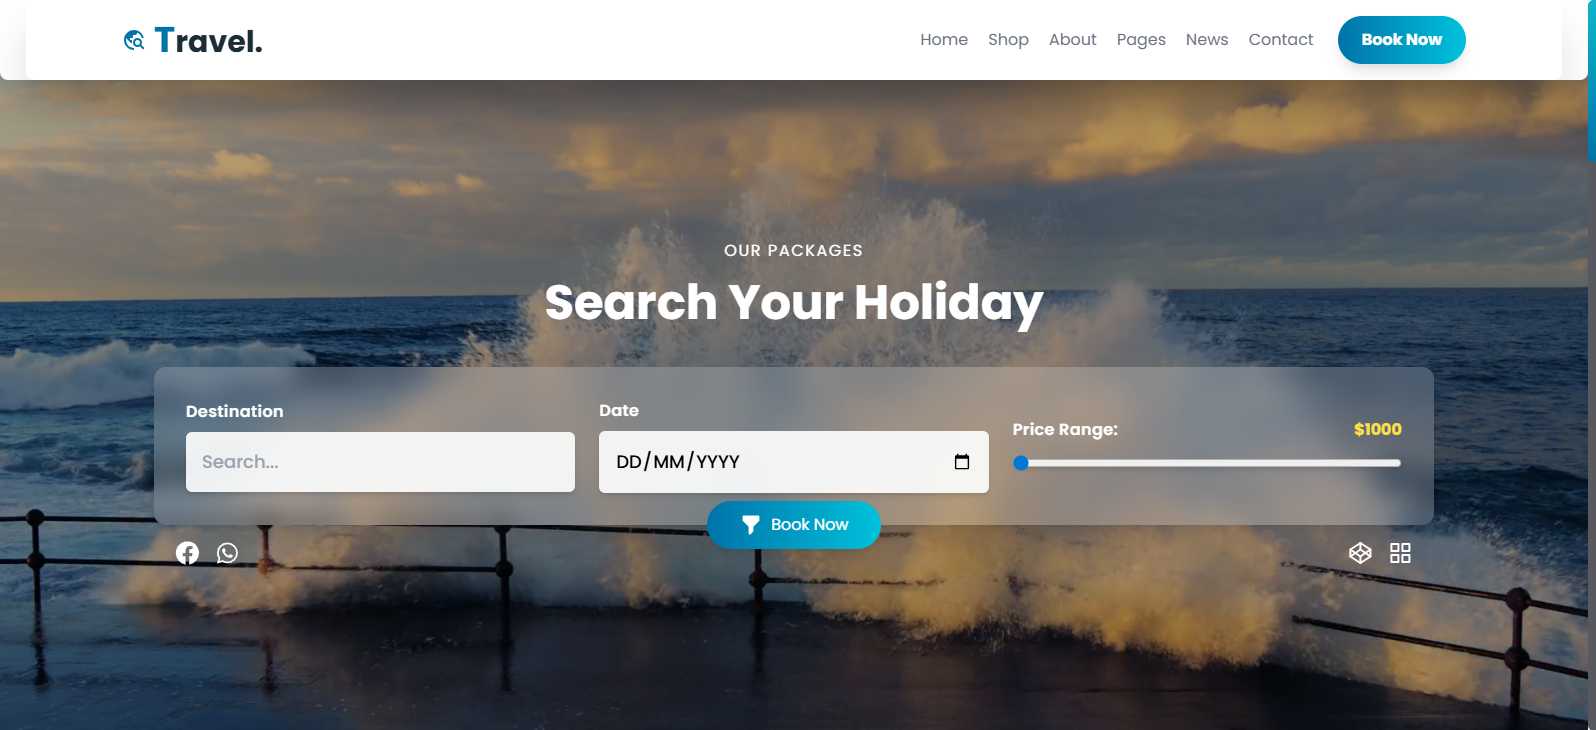 Travel.
Home Shop About Pages News Contact Book Now
OUR PACKAGES
Search Your Holiday
Destination
Search...
Date
DD/MM/YYYY
Price Range: $1000
Book Now